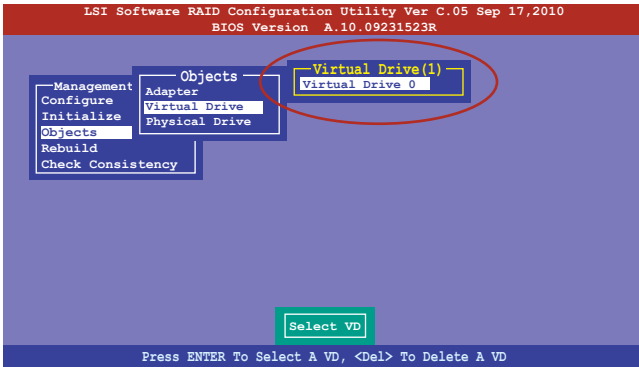 LSI Software RAID Configuration Utility Ver C.05 Sep 17,2010
BIOS Version   A.10.09231523R
Management
Configure
Initialize
Objects
Rebuild
Check Consistency
Objects
Adapter
Virtual Drive
Physical Drive
Virtual Drive(1)
Virtual Drive 0
Select VD
Press ENTER To Select A VD, <Del> To Delete A VD